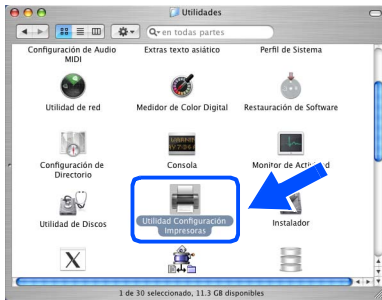 Utilidades
en todas partes
Configuración de Audio
MIDI
Extras texto asiático
Perfil de Sistema
Utilidad de red
Medidor de Color Digital
Restauración de Software
Configuración de
Directorio
Consola
Monitor de Actividad
Utilidad de Discos
Utilidad Configuración
Impresoras
Instalador
X
1 de 30 seleccionado, 11.3 GB disponibles